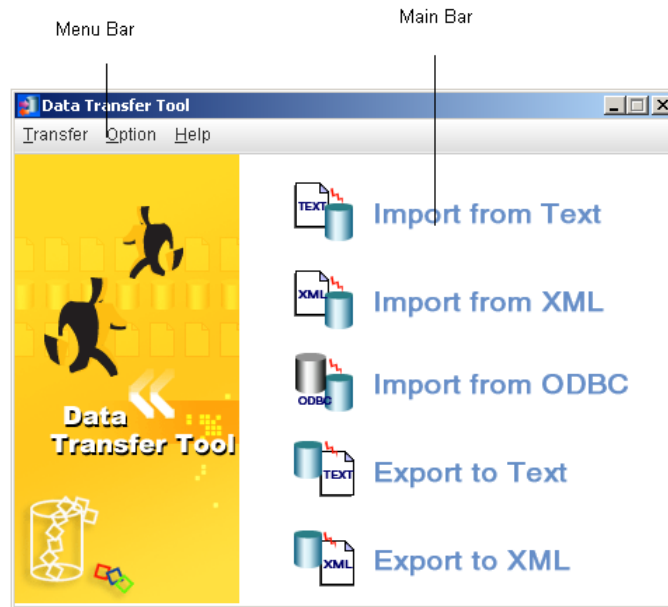 Menu Bar
Main Bar
Data Transfer Tool
Transfer Option Help
TEXT
Import from Text
XML
Import from XML
ODBC
Import from ODBC
Data
Transfer Tool
TEXT
Export to Text
XML
Export to XML